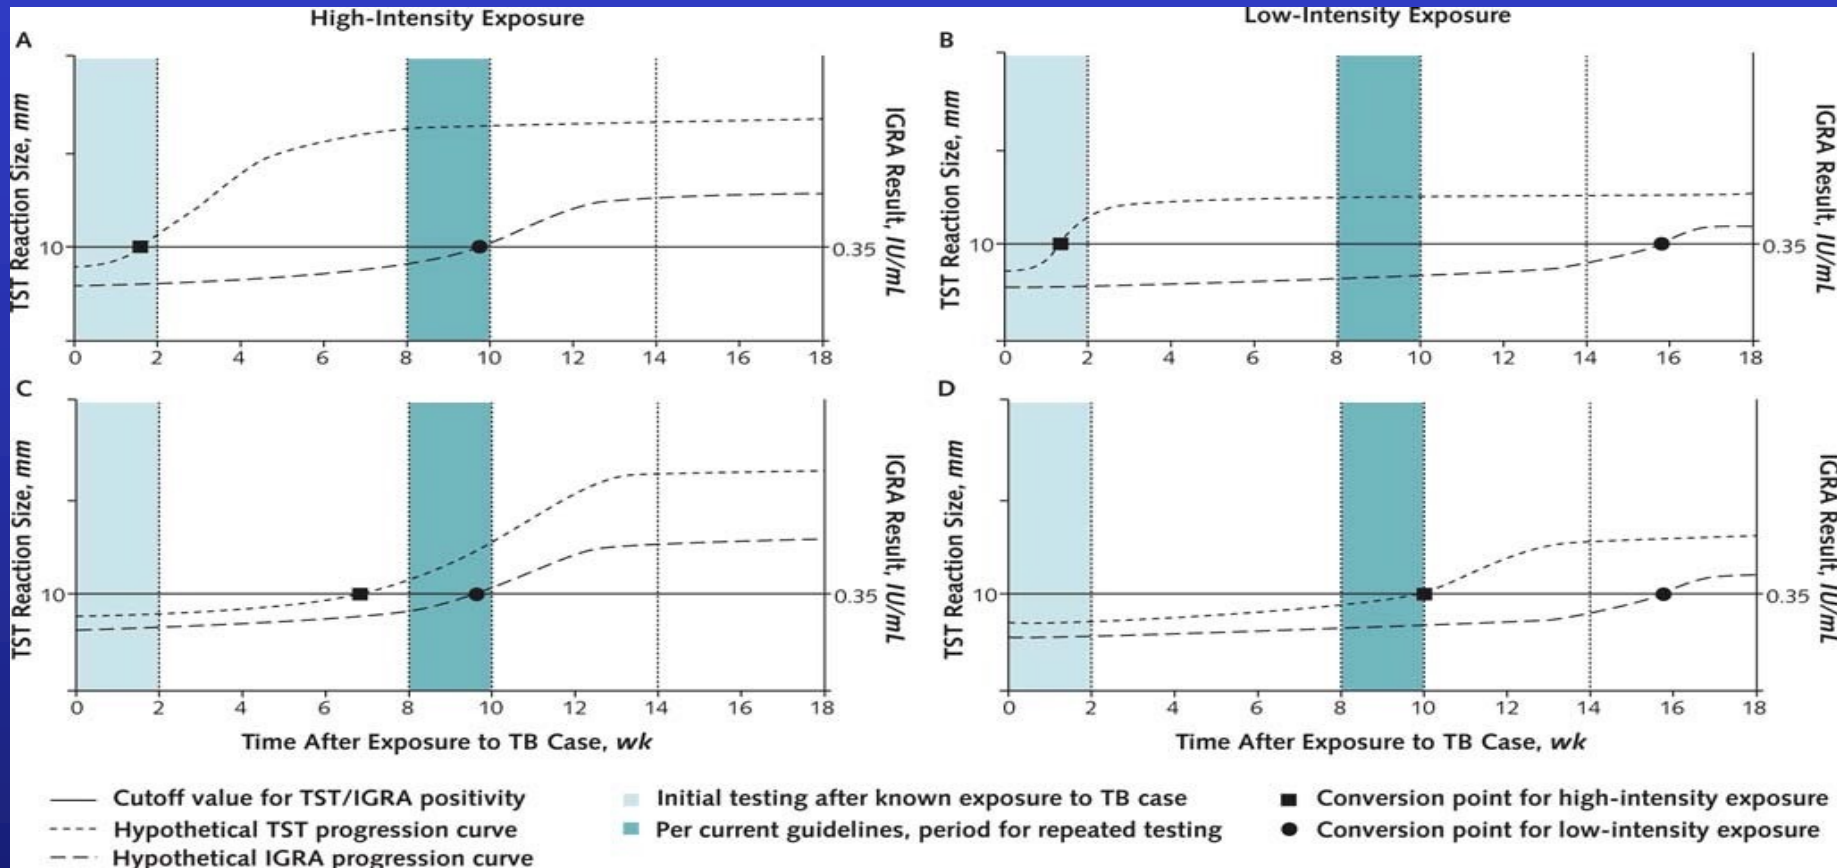 High-Intensity Exposure
Low-Intensity Exposure
A
TST Reaction Size, mm
10
0.35
IGRA Result, IU/mL
0 2 4 6 8 10 12 14 16 18
B
TST Reaction Size, mm
10
0.35
IGRA Result, IU/mL
0 2 4 6 8 10 12 14 16 18
C
TST Reaction Size, mm
10
0.35
IGRA Result, IU/mL
0 2 4 6 8 10 12 14 16 18
Time After Exposure to TB Case, wk
D
TST Reaction Size, mm
10
0.35
IGRA Result, IU/mL
0 2 4 6 8 10 12 14 16 18
Time After Exposure to TB Case, wk
Cutoff value for TST/IGRA positivity
Hypothetical TST progression curve
Hypothetical IGRA progression curve
Initial testing after known exposure to TB case
Per current guidelines, period for repeated testing
Conversion point for high-intensity exposure
Conversion point for low-intensity exposure